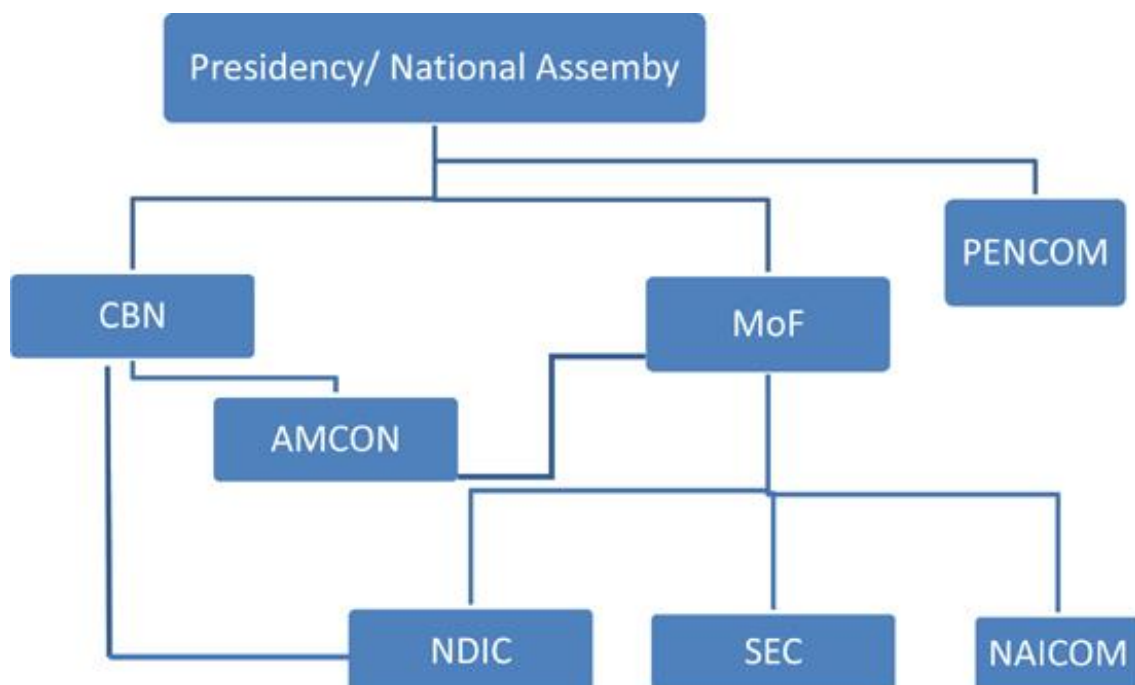 Presidency/ National Assemby
PENCOM
CBN
MoF
AMCON
NDIC
SEC
NAICOM